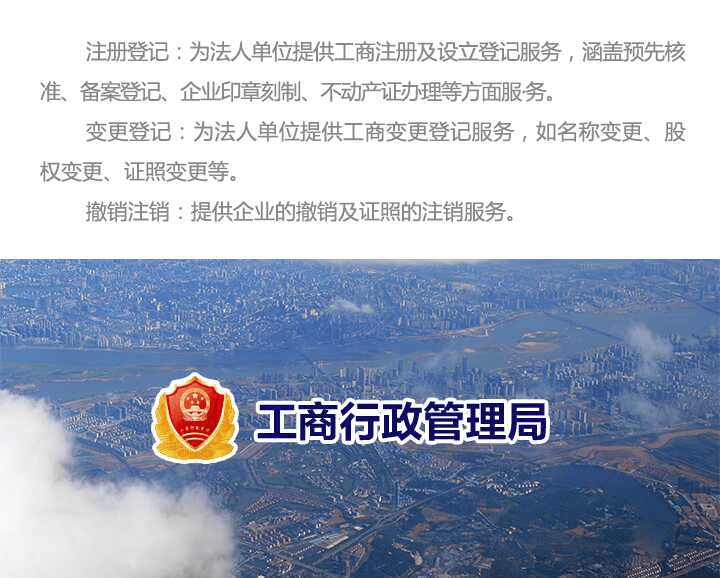 注册登记：为法人单位提供工商注册及设立登记服务，涵盖预先核
准、备案登记、企业印章刻制、不动产证办理等方面服务。
变更登记：为法人单位提供工商变更登记服务，如名称变更、股
权变更、证照变更等。
撤销注销：提供企业的撤销及证照的注销服务。
工商行政管理局